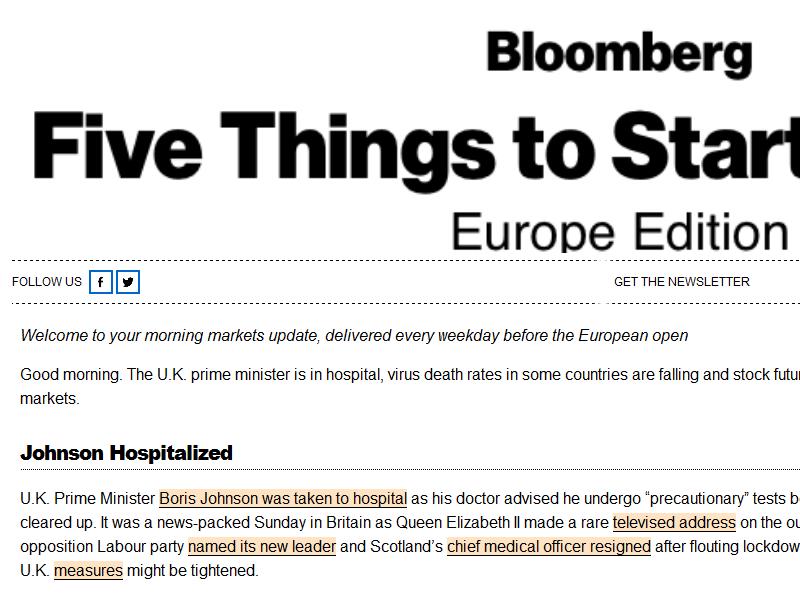 Bloomberg
Five Things to Start
Europe Edition
FOLLOW US
GET THE NEWSLETTER
Welcome to your morning markets update, delivered every weekday before the European open
Good morning. The U.K. prime minister is in hospital, virus death rates in some countries are falling and stock
markets.
Johnson Hospitalized
U.K. Prime Minister Boris Johnson was taken to hospital as his doctor advised he undergo “precautionary” tests
cleared up. It was a news-packed Sunday in Britain as Queen Elizabeth II made a rare televised address on the
opposition Labour party named its new leader and Scotland’s chief medical officer resigned after flouting
U.K. measures might be tightened.